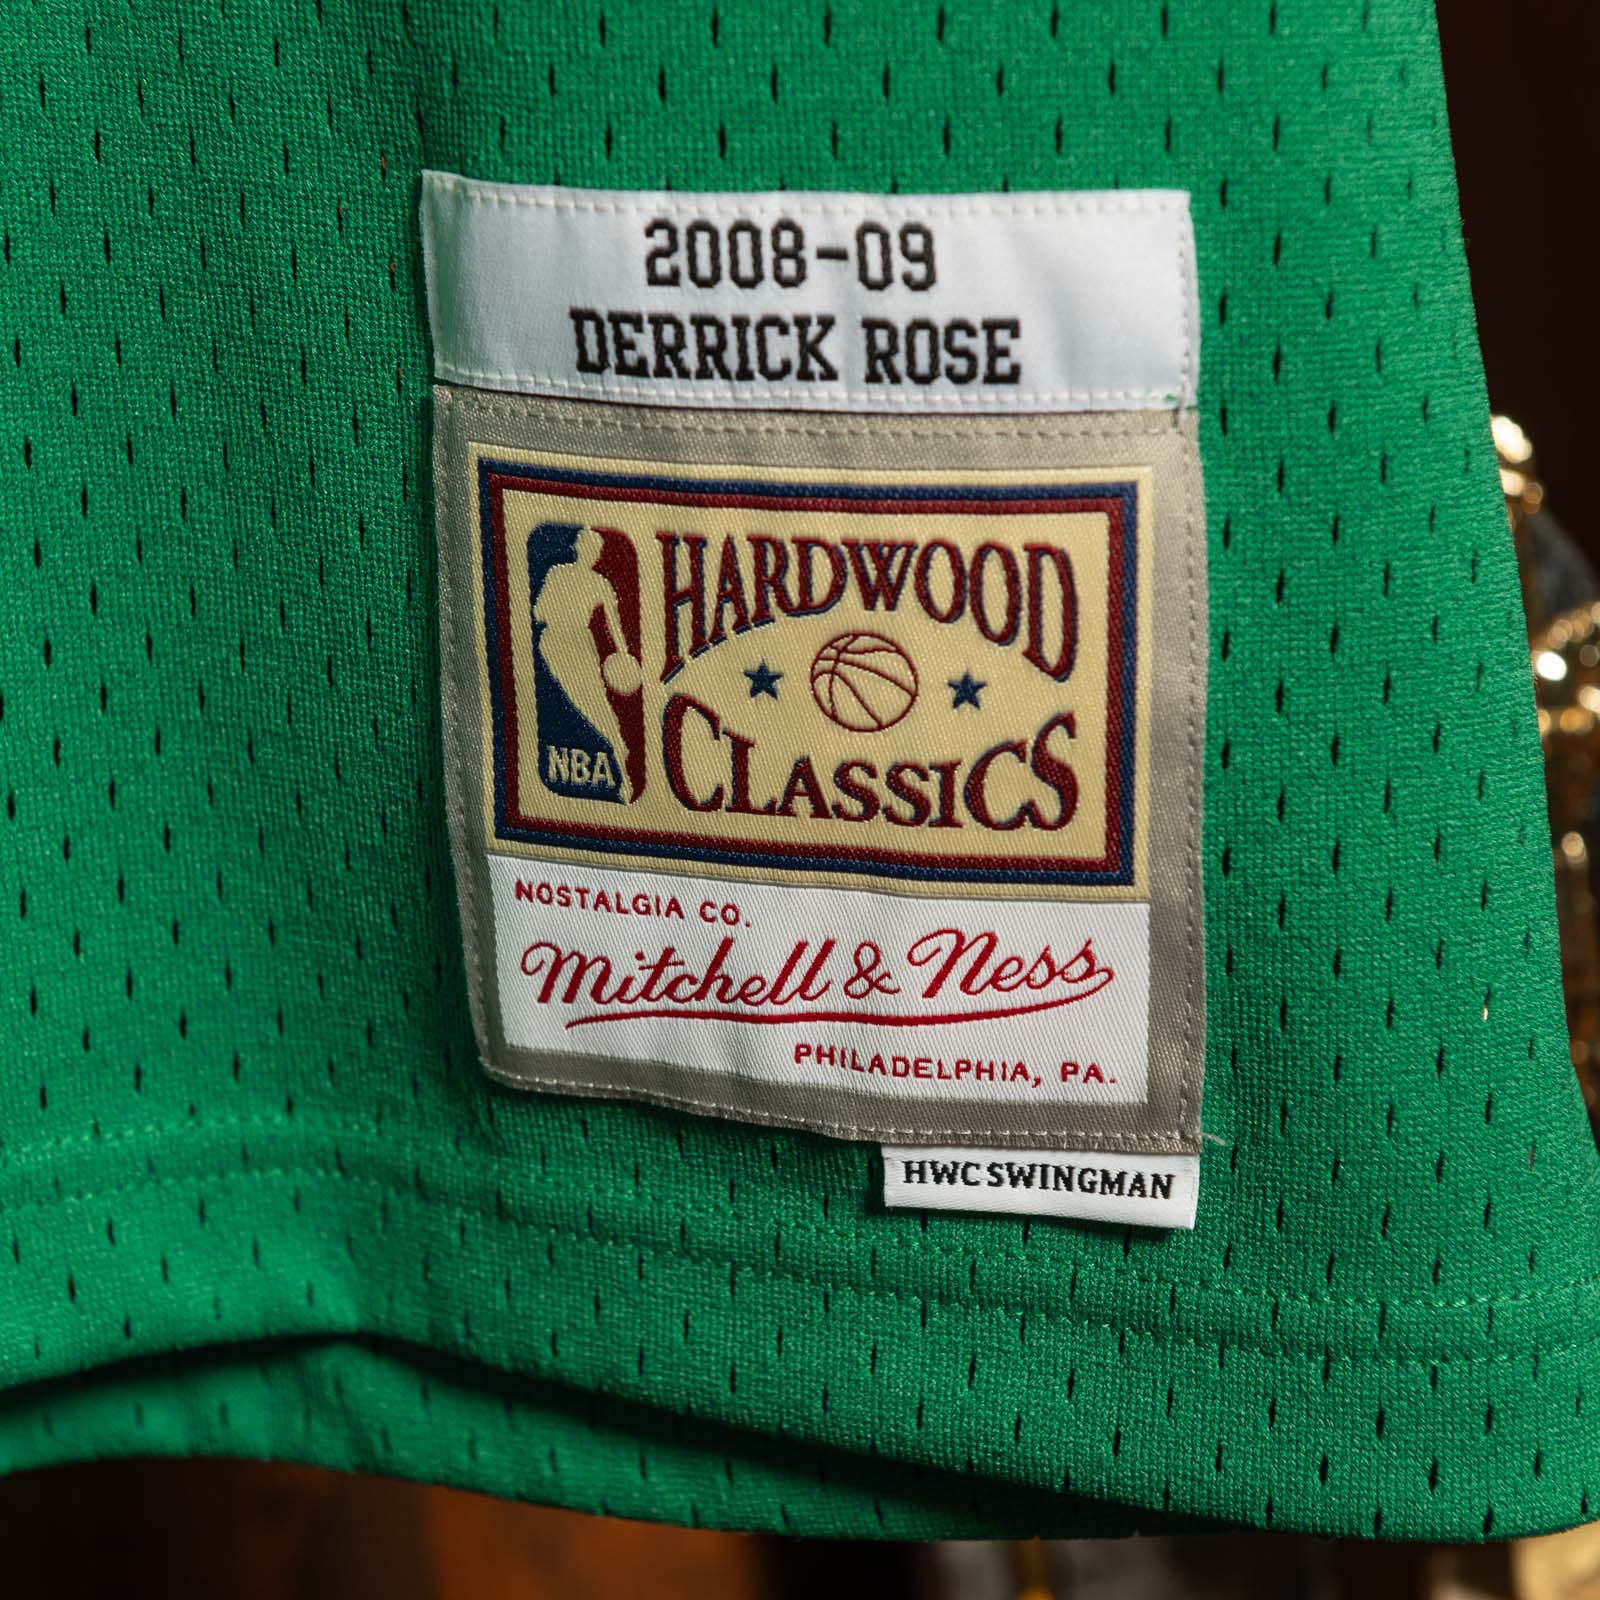 2008-09
DERRICK ROSE
HARDWOOD
CLASSICS
NBA
NOSTALGIA CO.
Mitchell & Ness
PHILADELPHIA, PA.
HWC SWINGMAN